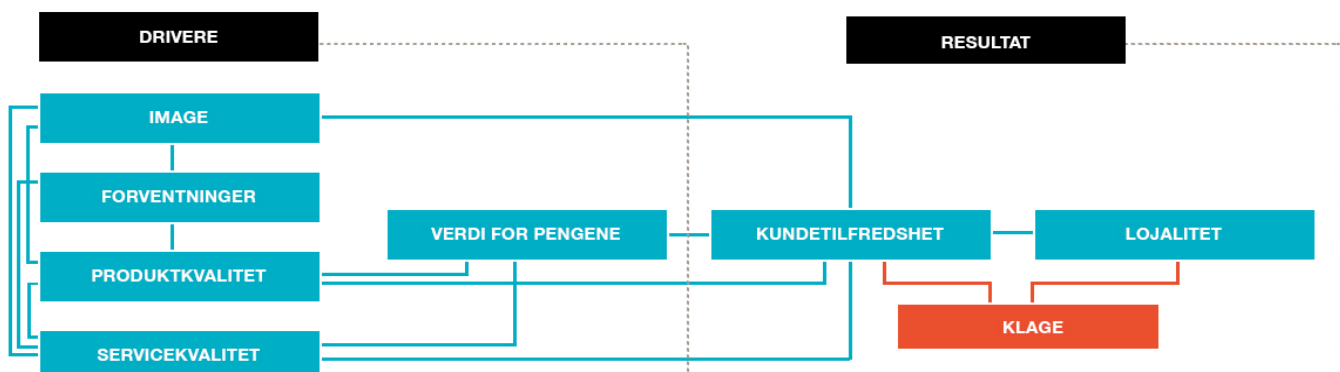 DRIVERE
RESULTAT
IMAGE
FORVENTNINGER
VERDI FOR PENGENE
KUNDETILFREDSHET
LOJALITET
PRODUKTKVALITET
KLAGE
SERVICEKVALITET